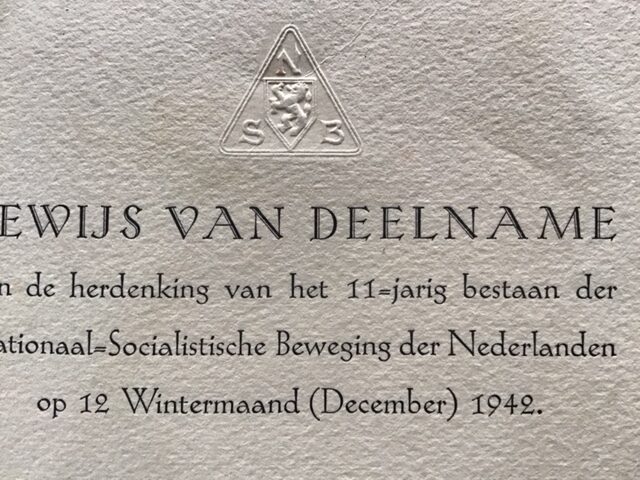 N
S B
EWIJS VAN DEELNAME
n de herdenking van het 11=jarig bestaan der
ationaal=Socialistische Beweging der Nederlanden
op 12 Wintermaand (December) 1942.